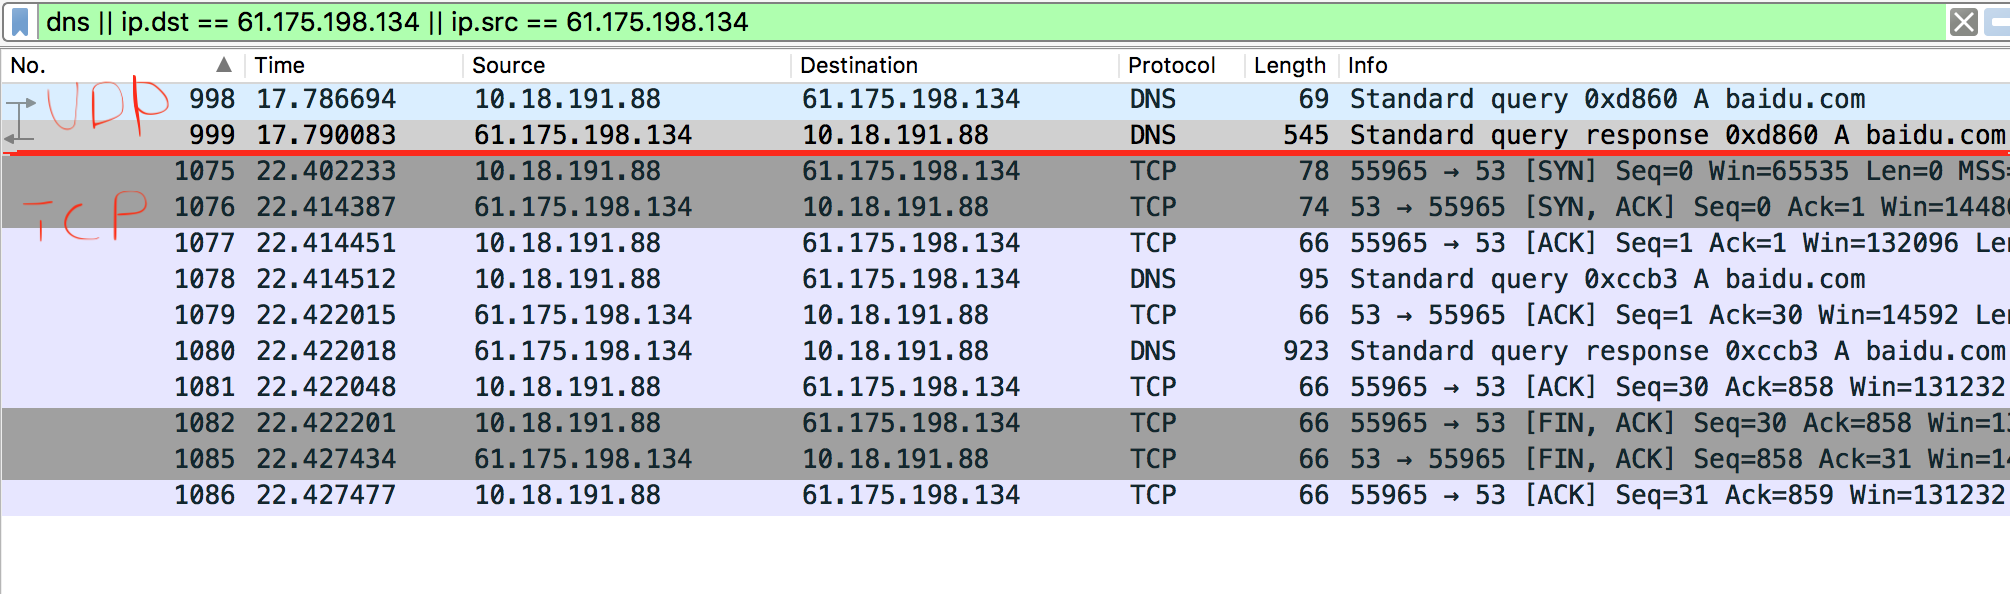 dns || ip.dst == 61.175.198.134 || ip.src == 61.175.198.134
No. Time Source Destination Protocol Length Info
UDP
998 17.786694 10.18.191.88 61.175.198.134 DNS 69 Standard query 0xd860 A baidu.com
999 17.790083 61.175.198.134 10.18.191.88 DNS 545 Standard query response 0xd860 A baidu.com
1075 22.402233 10.18.191.88 61.175.198.134 TCP 78 55965 → 53 [SYN] Seq=0 Win=65535 Len=0 MSS=
TCP
1076 22.414387 61.175.198.134 10.18.191.88 TCP 74 53 → 55965 [SYN, ACK] Seq=0 Ack=1 Win=14480
1077 22.414451 10.18.191.88 61.175.198.134 TCP 66 55965 → 53 [ACK] Seq=1 Ack=1 Win=132096 Len
1078 22.414512 10.18.191.88 61.175.198.134 DNS 95 Standard query 0xccb3 A baidu.com
1079 22.422015 61.175.198.134 10.18.191.88 TCP 66 53 → 55965 [ACK] Seq=1 Ack=30 Win=14592 Len
1080 22.422018 61.175.198.134 10.18.191.88 DNS 923 Standard query response 0xccb3 A baidu.com
1081 22.422048 10.18.191.88 61.175.198.134 TCP 66 55965 → 53 [ACK] Seq=30 Ack=858 Win=131232
1082 22.422201 10.18.191.88 61.175.198.134 TCP 66 55965 → 53 [FIN, ACK] Seq=30 Ack=858 Win=13
1085 22.427434 61.175.198.134 10.18.191.88 TCP 66 53 → 55965 [FIN, ACK] Seq=858 Ack=31 Win=14
1086 22.427477 10.18.191.88 61.175.198.134 TCP 66 55965 → 53 [ACK] Seq=31 Ack=859 Win=131232